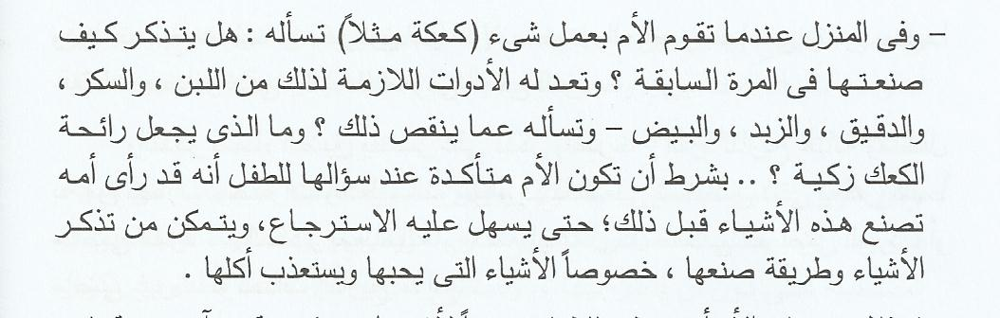 – وفى المنزل عندما تقوم الأم بعمل شىء (كعكة مثلاً) تسأله : هل يتذكر كيف
صنعتها فى المرة السابقة ؟ وتعد له الأدوات اللازمة لذلك من اللبن ، والسكر ،
والدقيق ، والزبد ، والبيض – وتسأله عما ينقص ذلك ؟ وما الذى يجعل رائحة
الكعك زكية ؟ .. بشرط أن تكون الأم متأكدة عند سؤالها للطفل أنه قد رأى أمه
تصنع هذه الأشياء قبل ذلك؛ حتى يسهل عليه الاسترجاع، ويتمكن من تذكر
الأشياء وطريقة صنعها ، خصوصاً الأشياء التى يحبها ويستعذب أكلها .